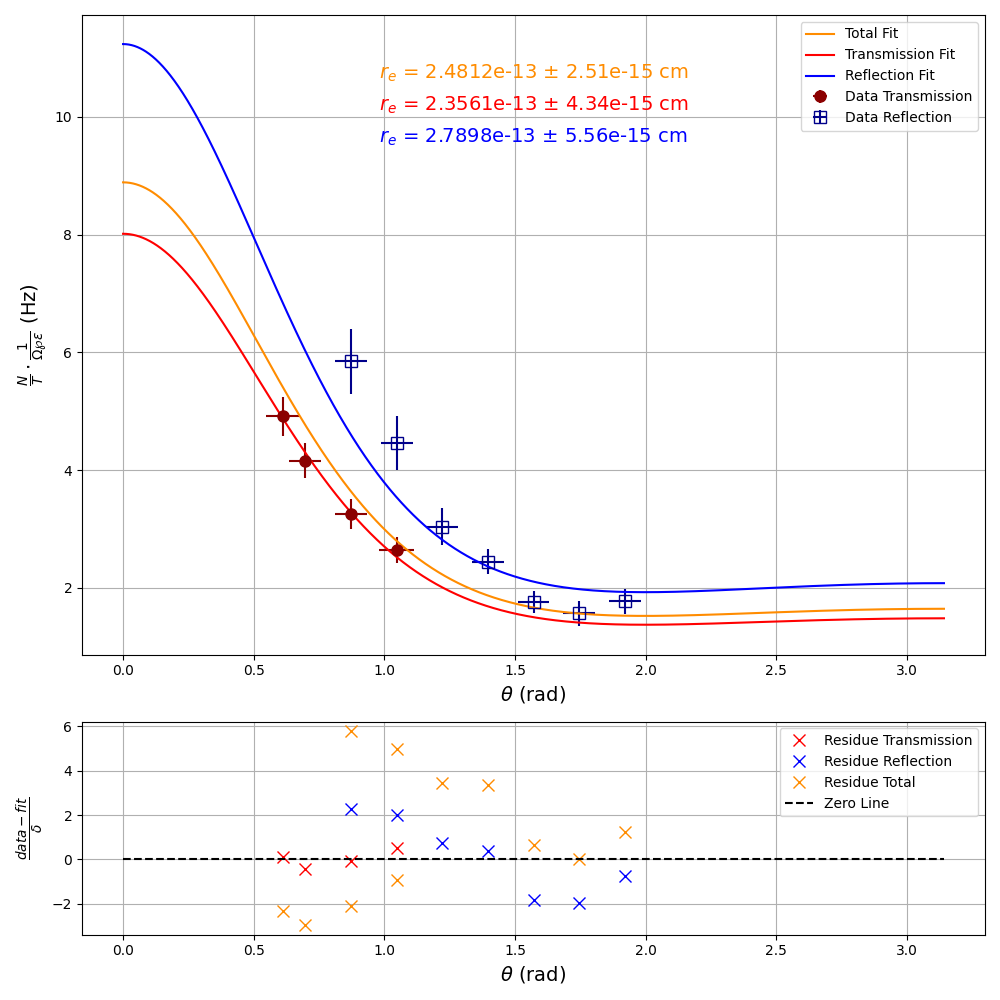 Total Fit
Transmission Fit
Reflection Fit
Data Transmission
Data Reflection
r_e = 2.4812e-13 ± 2.51e-15 cm
r_e = 2.3561e-13 ± 4.34e-15 cm
r_e = 2.7898e-13 ± 5.56e-15 cm
10
8
6
4
2
N/T · 1/Ω℘ε (Hz)
0.0 0.5 1.0 1.5 2.0 2.5 3.0
θ (rad)
Residue Transmission
Residue Reflection
Residue Total
Zero Line
6
4
2
0
−2
data − fit/δ
0.0 0.5 1.0 1.5 2.0 2.5 3.0
θ (rad)